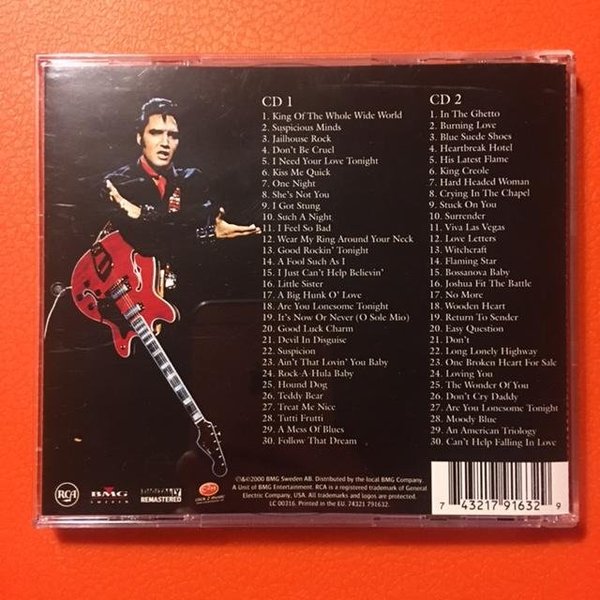 CD 1
1. King Of The Whole Wide World
2. Suspicious Minds
3. Jailhouse Rock
4. Don't Be Cruel
5. I Need Your Love Tonight
6. Kiss Me Quick
7. One Night
8. She's Not You
9. I Got Stung
10. Such A Night
11. I Feel So Bad
12. Wear My Ring Around Your Neck
13. Good Rockin' Tonight
14. A Fool Such As I
15. I Just Can't Help Believin'
16. Little Sister
17. A Big Hunk O' Love
18. Are You Lonesome Tonight
19. It's Now Or Never (O Sole Mio)
20. Good Luck Charm
21. Devil In Disguise
22. Suspicion
23. Ain't That Lovin' You Baby
24. Rock-A-Hula Baby
25. Hound Dog
26. Teddy Bear
27. Treat Me Nice
28. Tutti Frutti
29. A Mess Of Blues
30. Follow That Dream
CD 2
1. In The Ghetto
2. Burning Love
3. Blue Suede Shoes
4. Heartbreak Hotel
5. His Latest Flame
6. King Creole
7. Hard Headed Woman
8. Crying In The Chapel
9. Stuck On You
10. Surrender
11. Viva Las Vegas
12. Love Letters
13. Witchcraft
14. Flaming Star
15. Bossanova Baby
16. Joshua Fit The Battle
17. No More
18. Wooden Heart
19. Return To Sender
20. Easy Question
21. Don't
22. Long Lonely Highway
23. One Broken Heart For Sale
24. Loving You
25. The Wonder Of You
26. Don't Cry Daddy
27. Are You Lonesome Tonight
28. Moody Blue
29. An American Triology
30. Can't Help Falling In Love
RCA
BMG
SWEDEN
DIGITALLY
REMASTERED
℗&©2000 BMG Sweden AB. Distributed by the local BMG Company.
A Unit of BMG Entertainment. RCA is a registered trademark of General
Electric Company, USA. All trademarks and logos are protected.
LC 00316. Printed in the EU. 74321 791632.
7 43217 91632 9